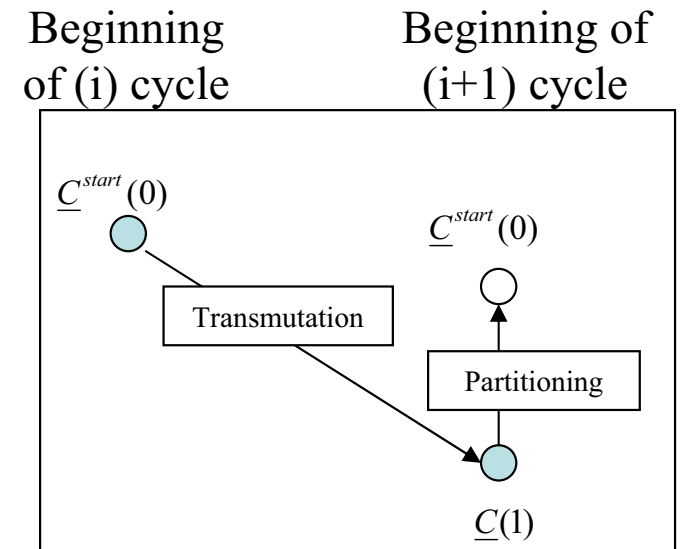 Beginning
of (i) cycle
Beginning of
(i+1) cycle
C^start (0)
C^start (0)
Transmutation
Partitioning
C(1)